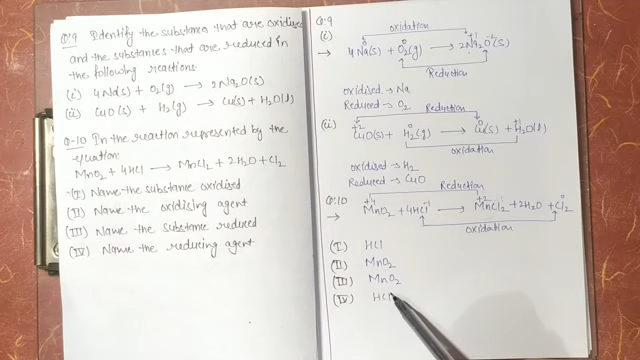 Q.9 Identify the substances that are oxidised
and the substances that are reduced in
the following reactions.
(i) 4Na(s) + O2(g) → 2Na2O(s)
(ii) CuO(s) + H2(g) → Cu(s) + H2O(l)
Q-10 In the reaction represented by the
equation:
MnO2 + 4HCl → MnCl2 + 2H2O + Cl2
(I) Name the substance oxidised
(II) Name the oxidising agent
(III) Name the substance reduced
(IV) Name the reducing agent
Q.9
(i) oxidation
→ 4Na(s) + O2(g) → 2Na2O(s)
Reduction
oxidised → Na
Reduced → O2
(ii) Reduction
CuO(s) + H2(g) → Cu(s) + H2O(l)
oxidation
oxidised → H2
Reduced → CuO
Q.10 Reduction
→ MnO2 + 4HCl → MnCl2 + 2H2O + Cl2
oxidation
(I) HCl
(II) MnO2
(III) MnO2
(IV) HCl